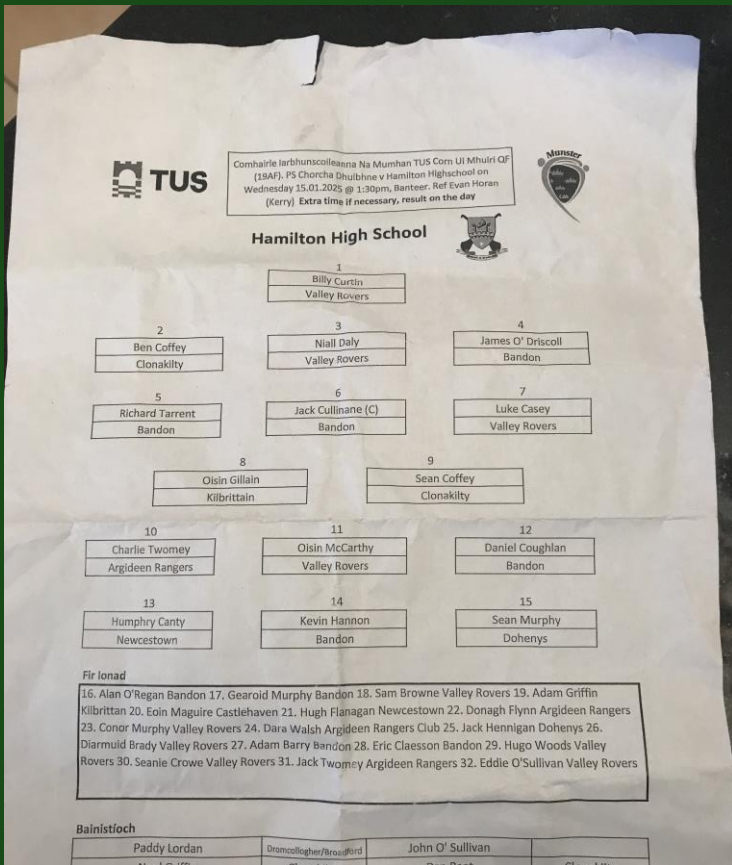 TUS
Comhairle Iarbhunscoileanna Na Mumhan TUS Corn Uí Mhuirí QF
(19AF). PS Chorcha Dhuibhne v Hamilton Highschool on
Wednesday 15.01.2025 @ 1:30pm, Banteer. Ref Evan Horan
(Kerry) Extra time if necessary, result on the day
Munster
Hamilton High School
1
Billy Curtin
Valley Rovers
2 3 4
Ben Coffey Niall Daly James O' Driscoll
Clonakilty Valley Rovers Bandon
5 6 7
Richard Tarrent Jack Cullinane (C) Luke Casey
Bandon Bandon Valley Rovers
8 9
Oisin Gillain Sean Coffey
Kilbrittain Clonakilty
10 11 12
Charlie Twomey Oisin McCarthy Daniel Coughlan
Argideen Rangers Valley Rovers Bandon
13 14 15
Humphry Canty Kevin Hannon Sean Murphy
Newcestown Bandon Dohenys
Fir Ionad
16. Alan O'Regan Bandon 17. Gearoid Murphy Bandon 18. Sam Browne Valley Rovers 19. Adam Griffin
Kilbrittan 20. Eoin Maguire Castlehaven 21. Hugh Flanagan Newcestown 22. Donagh Flynn Argideen Rangers
23. Conor Murphy Valley Rovers 24. Dara Walsh Argideen Rangers Club 25. Jack Hennigan Dohenys 26.
Diarmuid Brady Valley Rovers 27. Adam Barry Bandon 28. Eric Claesson Bandon 29. Hugo Woods Valley
Rovers 30. Seanie Crowe Valley Rovers 31. Jack Twomey Argideen Rangers 32. Eddie O'Sullivan Valley Rovers
Bainistíoch
Paddy Lordan Dromcollogher/Broadford John O' Sullivan